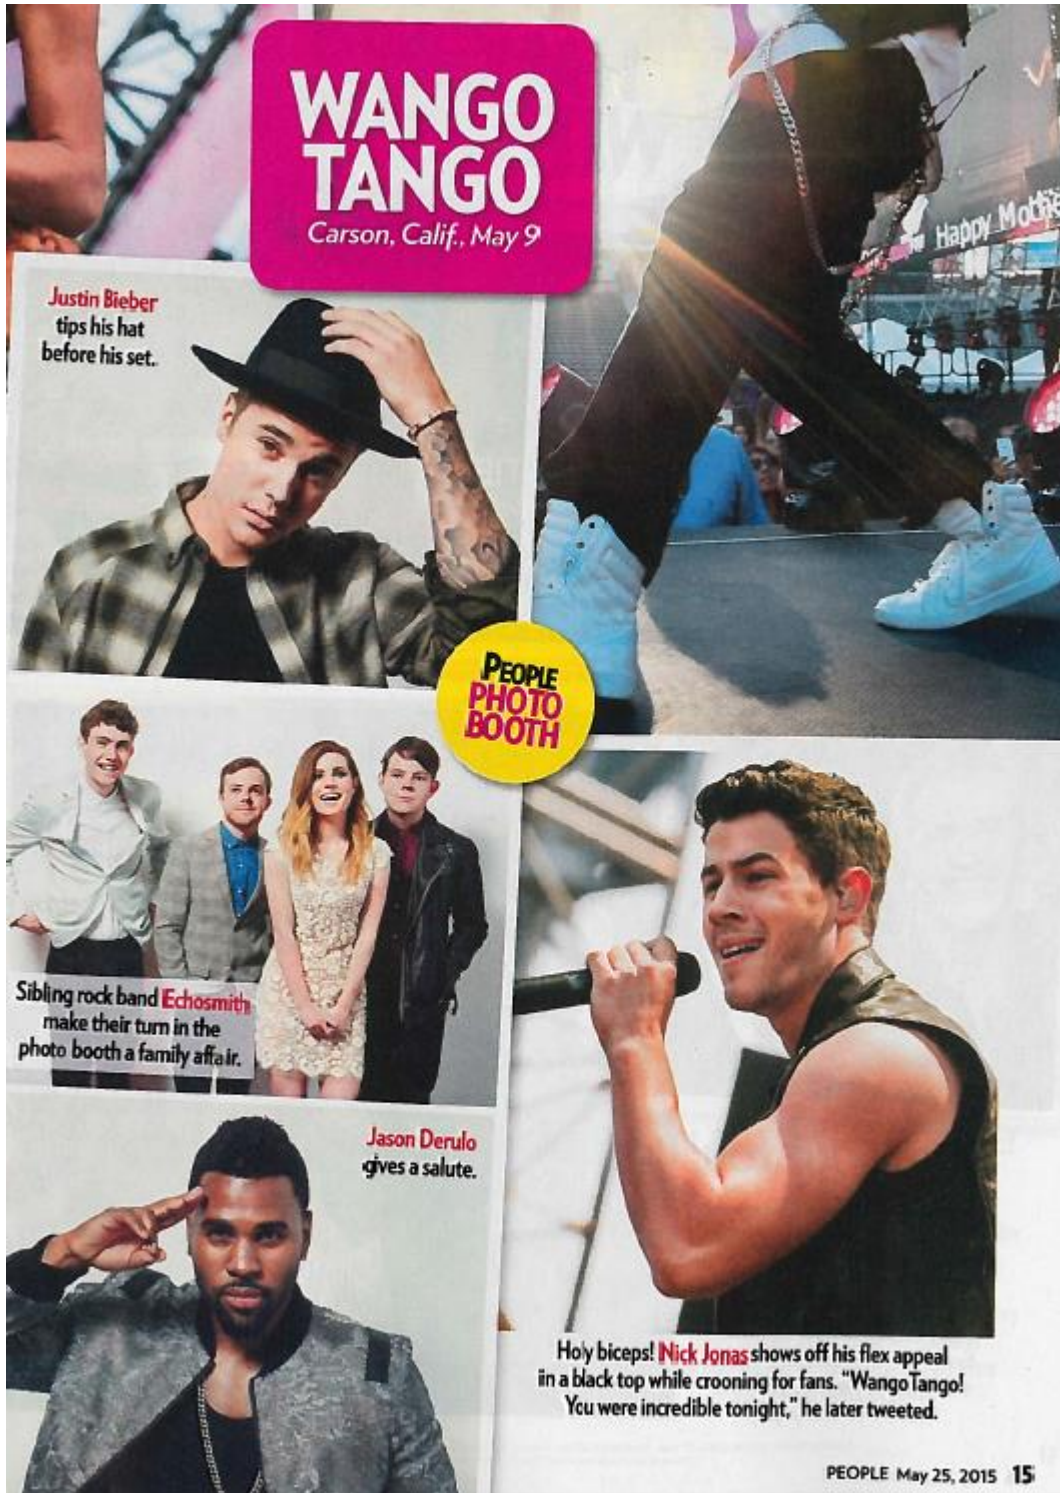 WANGO
TANGO
Carson, Calif., May 9
Happy Mothe
Justin Bieber
tips his hat
before his set.
PEOPLE
PHOTO
BOOTH
Sibling rock band Echosmith
make their turn in the
photo booth a family affair.
Jason Derulo
gives a salute.
Holy biceps! Nick Jonas shows off his flex appeal
in a black top while crooning for fans. "Wango Tango!
You were incredible tonight," he later tweeted.
PEOPLE May 25, 2015 15